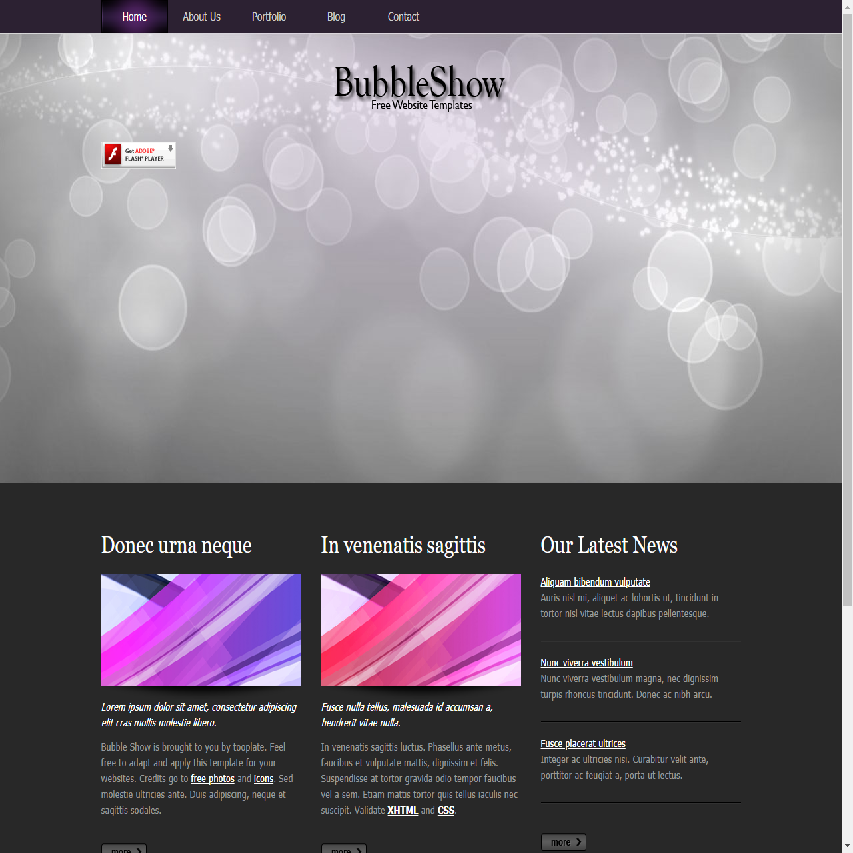 Home About Us Portfolio Blog Contact
BubbleShow
Free Website Templates
Get ADOBE®
FLASH® PLAYER
Donec urna neque
Lorem ipsum dolor sit amet, consectetur adipiscing
elit cras mollis molestie libero.
Bubble Show is brought to you by tooplate. Feel
free to adapt and apply this template for your
websites. Credits go to free photos and icons. Sed
molestie ultricies ante. Duis adipiscing, neque et
sagittis sodales.
more
In venenatis sagittis
Fusce nulla tellus, malesuada id accumsan a,
hendrerit vitae nulla.
In venenatis sagittis luctus. Phasellus ante metus,
faucibus et vulputate mattis, dignissim et felis.
Suspendisse at tortor gravida odio tempor faucibus
vel a sem. Etiam mattis tortor quis tellus iaculis nec
suscipit. Validate XHTML and CSS.
more
Our Latest News
Aliquam bibendum vulputate
Auris nisl mi, aliquet ac lobortis ut, tincidunt in
tortor nisl vitae lectus dapibus pellentesque.
Nunc viverra vestibulum
Nunc viverra vestibulum magna, nec dignissim
turpis rhoncus tincidunt. Donec ac nibh arcu.
Fusce placerat ultrices
Integer ac ultricies nisi. Curabitur velit ante,
porttitor ac feugiat a, porta ut lectus.
more